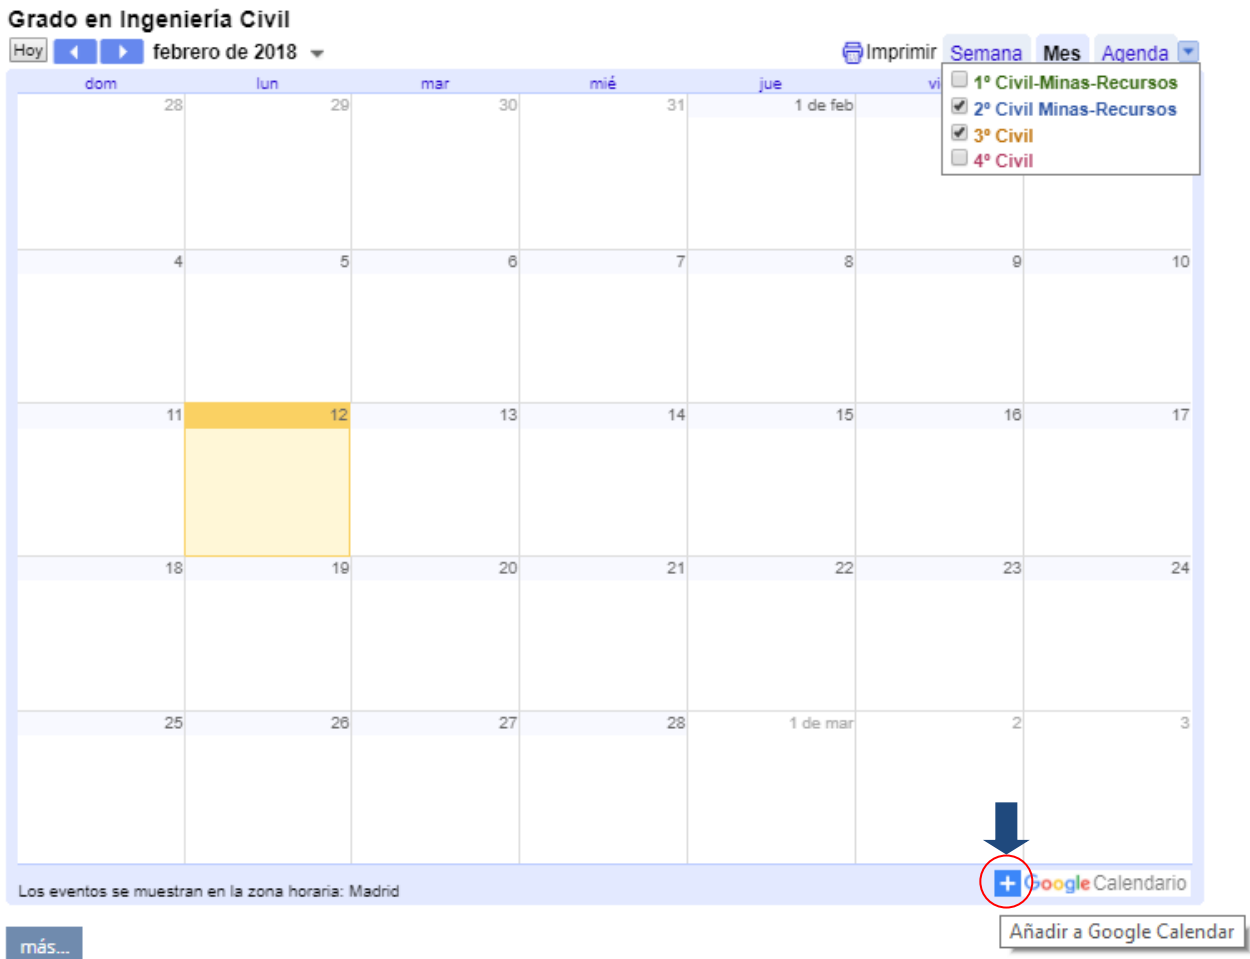 Grado en Ingeniería Civil
Hoy febrero de 2018 Imprimir Semana Mes Agenda
dom lun mar mié jue vi
1º Civil-Minas-Recursos
2º Civil Minas-Recursos
3º Civil
4º Civil
28 29 30 31 1 de feb
4 5 6 7 8 9 10
11 12 13 14 15 16 17
18 19 20 21 22 23 24
25 26 27 28 1 de mar 2 3
Los eventos se muestran en la zona horaria: Madrid
+ Google Calendario
Añadir a Google Calendar
más...